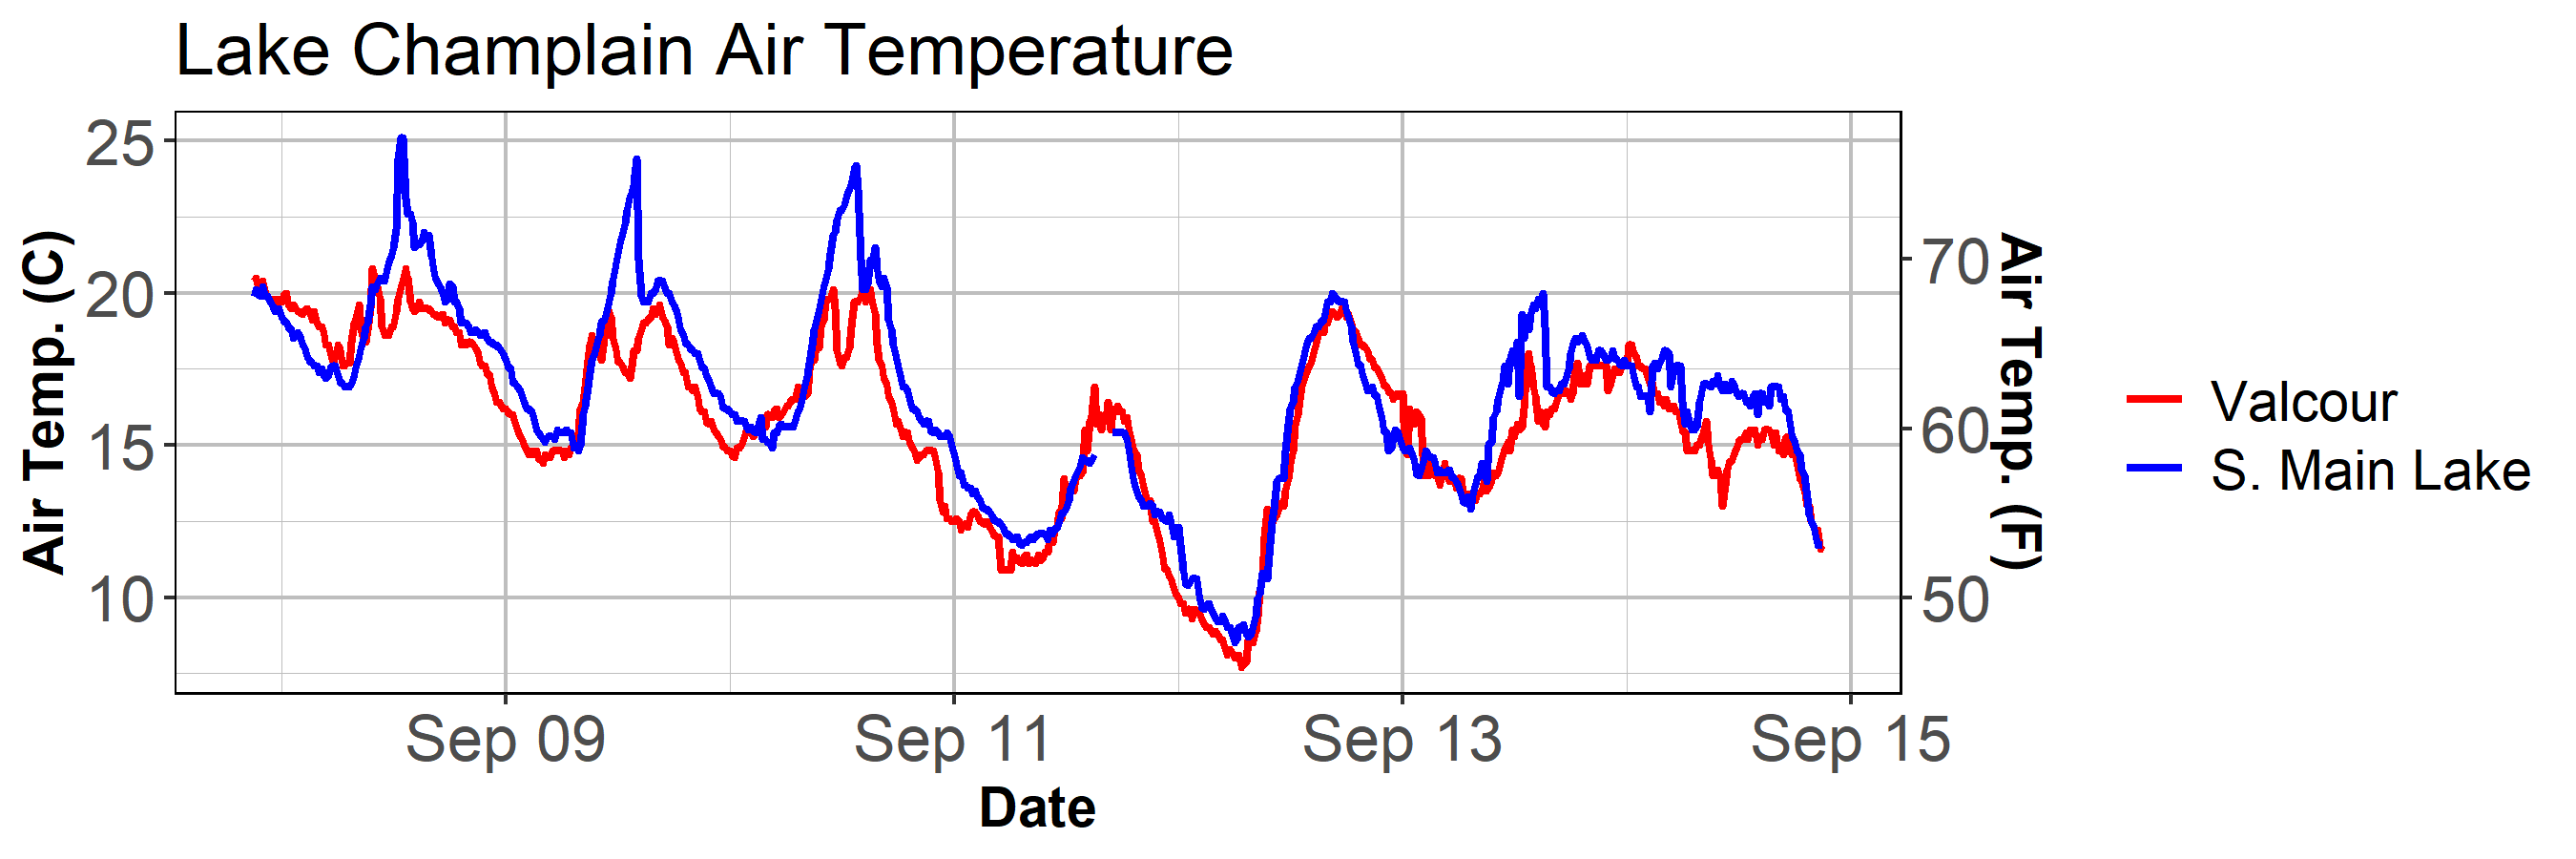 Lake Champlain Air Temperature
Air Temp. (C)
25
20
15
10
70
60
50
Air Temp. (F)
Sep 09
Sep 11
Sep 13
Sep 15
Date
Valcour
S. Main Lake